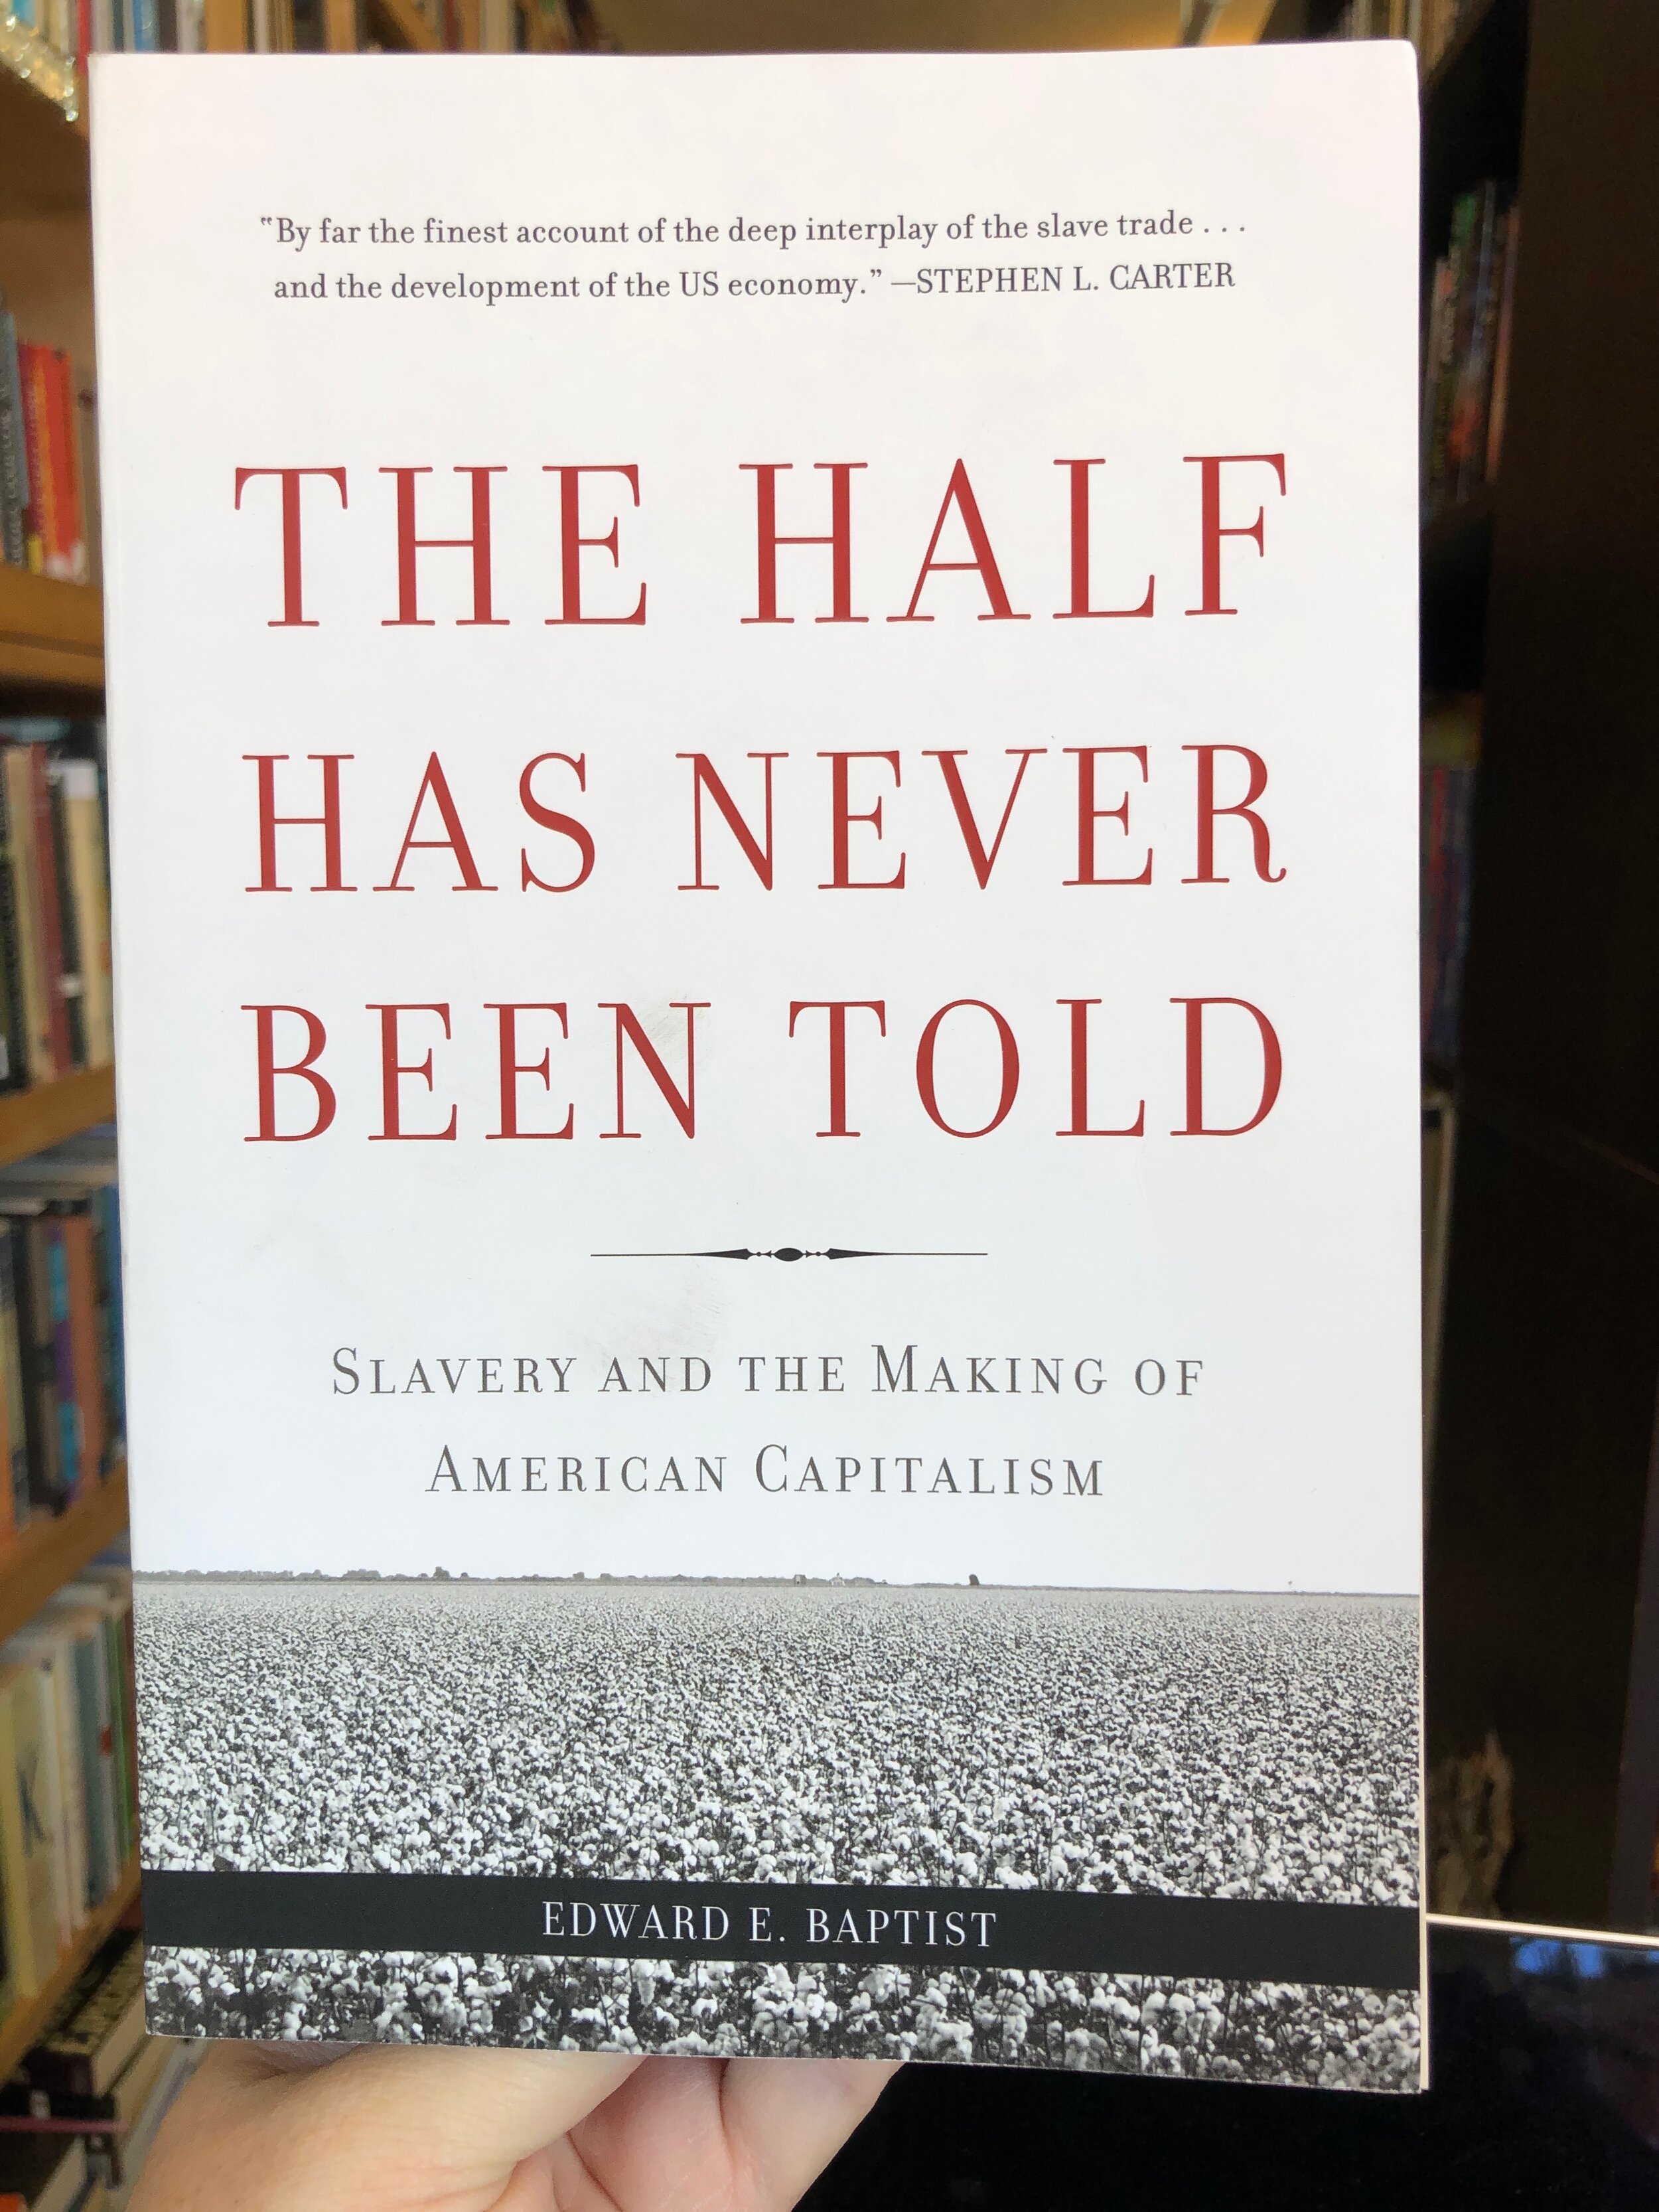 "By far the finest account of the deep interplay of the slave trade . . .
and the development of the US economy." —STEPHEN L. CARTER
THE HALF
HAS NEVER
BEEN TOLD
SLAVERY AND THE MAKING OF
AMERICAN CAPITALISM
EDWARD E. BAPTIST